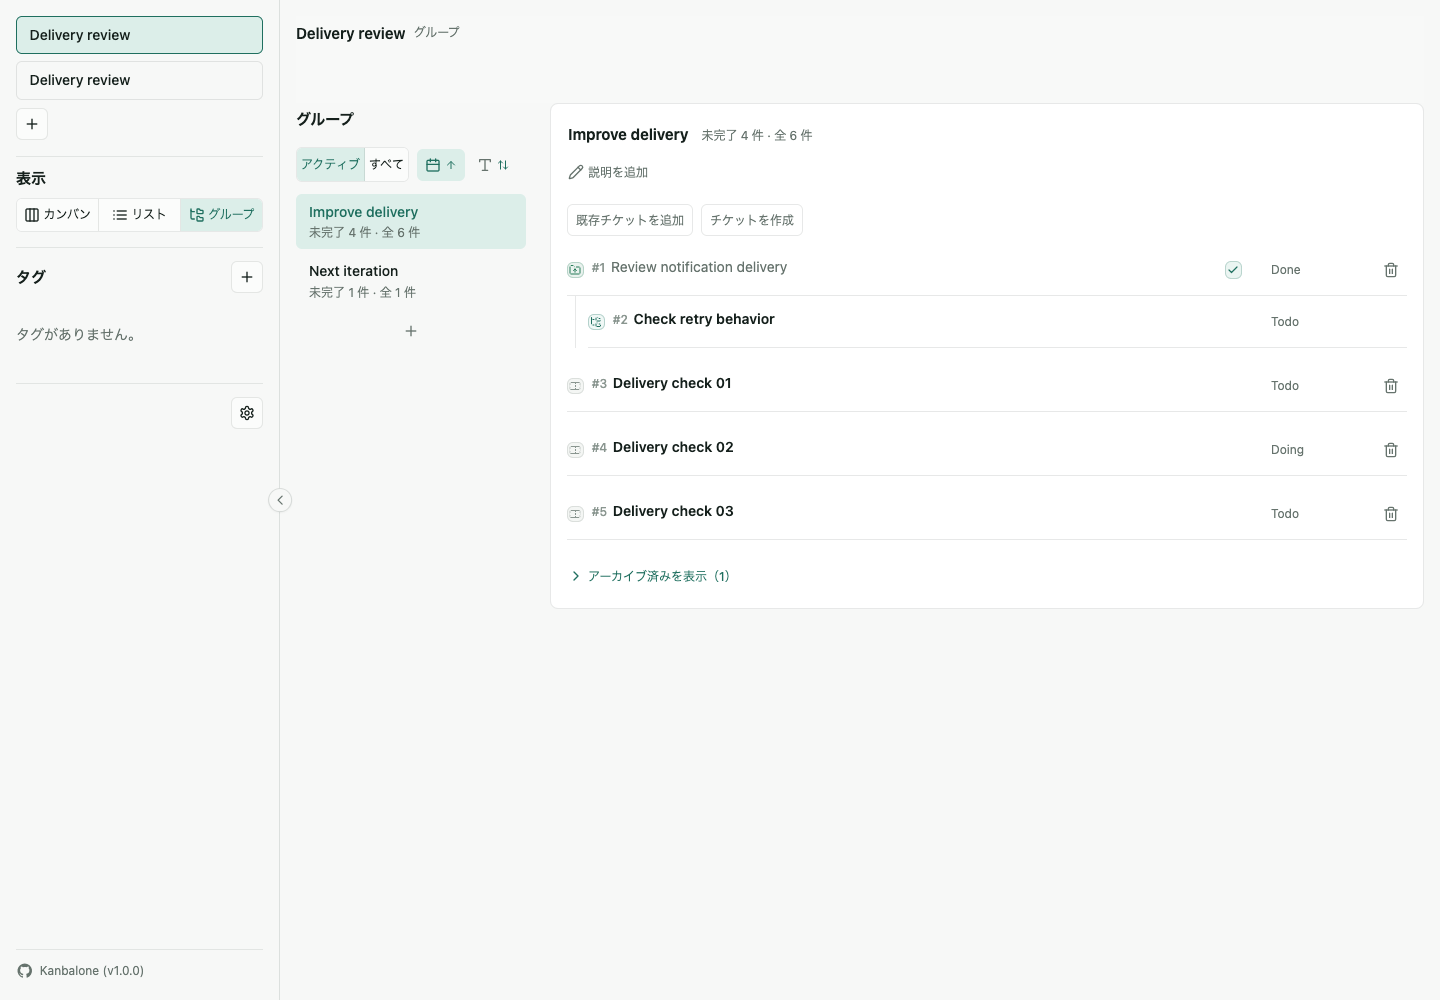 Delivery review
Delivery review
表示
カンバン
リスト
グループ
タグ
タグがありません。
Kanbalone (v1.0.0)
Delivery review グループ
グループ
アクティブ すべて
Improve delivery
未完了 4 件 · 全 6 件
Next iteration
未完了 1 件 · 全 1 件
Improve delivery 未完了 4 件 · 全 6 件
説明を追加
既存チケットを追加 チケットを作成
#1 Review notification delivery Done
#2 Check retry behavior Todo
#3 Delivery check 01 Todo
#4 Delivery check 02 Doing
#5 Delivery check 03 Todo
アーカイブ済みを表示（1）